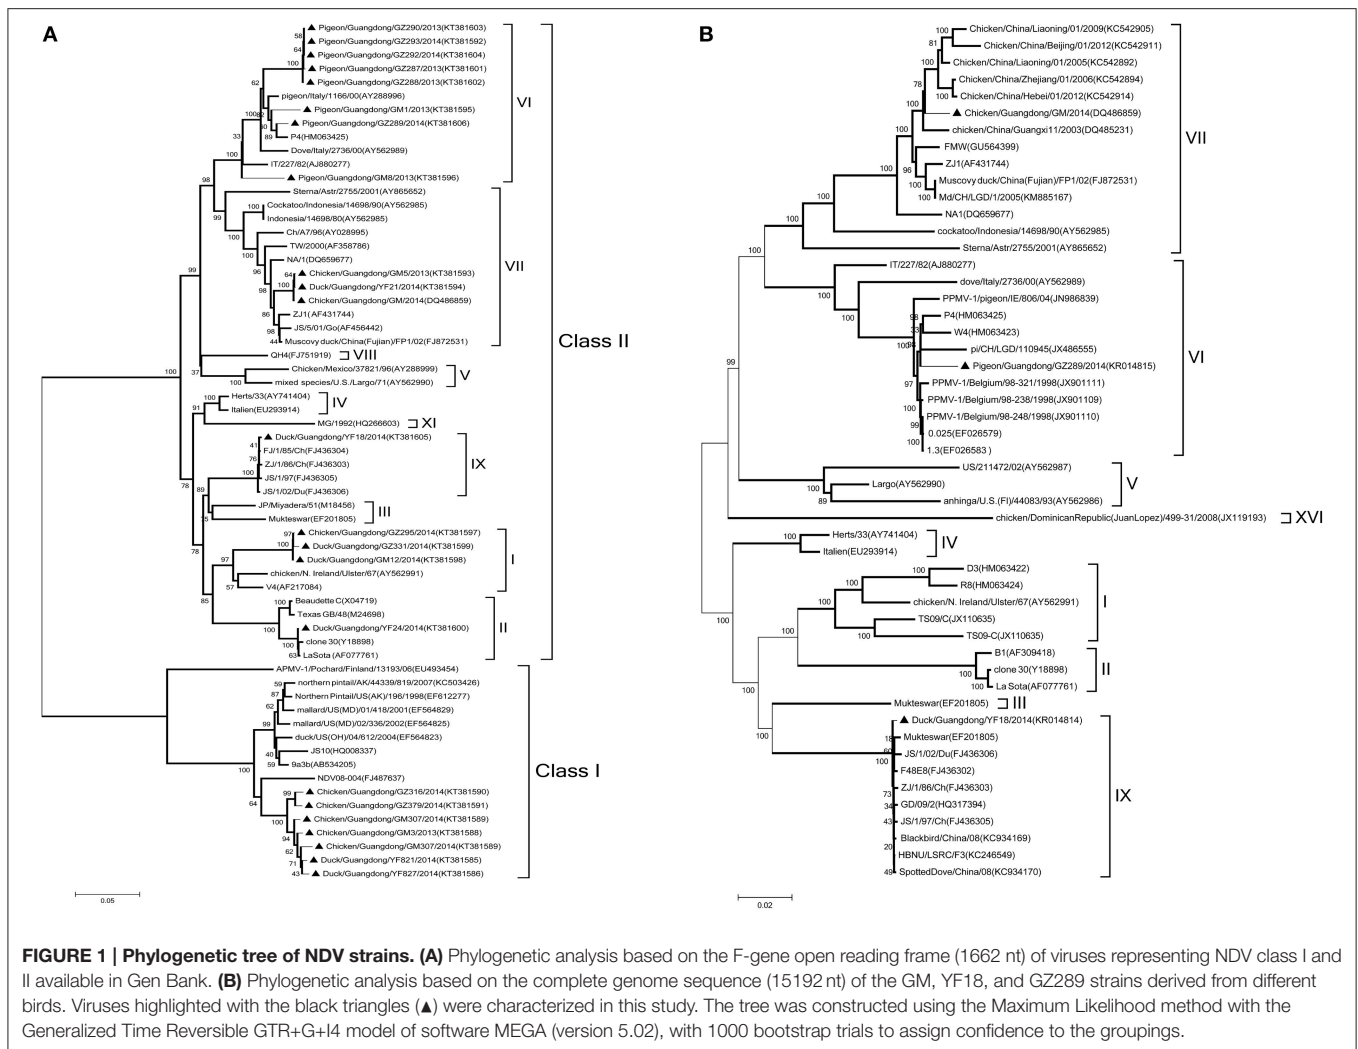 A
Pigeon/Guangdong/GZ290/2013(KT381603)
Pigeon/Guangdong/GZ293/2014(KT381592)
Pigeon/Guangdong/GZ292/2014(KT381604)
Pigeon/Guangdong/GZ287/2013(KT381601)
Pigeon/Guangdong/GZ288/2013(KT381602)
pigeon/Italy/1166/00(AY288996)
Pigeon/Guangdong/GM1/2013(KT381595)
Pigeon/Guangdong/GZ289/2014(KT381606)
P4(HM063425)
Dove/Italy/2736/00(AY562989)
IT/227/82(AJ880277)
Pigeon/Guangdong/GM8/2013(KT381596)
VI
Sterna/Astr/2755/2001(AY865652)
Cockatoo/Indonesia/14698/90(AY562985)
Indonesia/14698/80(AY562985)
Ch/A7/96(AY028995)
TW/2000(AF358786)
NA/1(DQ659677)
Chicken/Guangdong/GM5/2013(KT381593)
Duck/Guangdong/YF21/2014(KT381594)
Chicken/Guangdong/GM/2014(DQ486859)
ZJ1(AF431744)
JS/5/01/Go(AF456442)
Muscovy duck/China(Fujian)/FP1/02(FJ872531)
VII
QH4(FJ751919)
VIII
Chicken/Mexico/37821/96(AY288999)
mixed species/U.S./Largo/71(AY562990)
V
Herts/33(AY741404)
Italien(EU293914)
IV
MG/1992(HQ266603)
XI
Duck/Guangdong/YF18/2014(KT381605)
FJ/1/85/Ch(FJ436304)
ZJ/1/86/Ch(FJ436303)
JS/1/97(FJ436305)
JS/1/02/Du(FJ436306)
IX
JP/Miyadera/51(M18456)
Mukteswar(EF201805)
III
Chicken/Guangdong/GZ295/2014(KT381597)
Duck/Guangdong/GZ331/2014(KT381599)
Duck/Guangdong/GM12/2014(KT381598)
chicken/N. Ireland/Ulster/67(AY562991)
V4(AF217084)
I
Beaudette C(X04719)
Texas GB/48(M24698)
Duck/Guangdong/YF24/2014(KT381600)
clone 30(Y18898)
LaSota (AF077761)
II
Class II
APMV-1/Pochard/Finland/13193/06(EU493454)
northern pintail/AK/44339/819/2007(KC503426)
Northern Pintail/US(AK)/196/1998(EF612277)
mallard/US(MD)/01/418/2001(EF564829)
mallard/US(MD)/02/336/2002(EF564825)
duck/US(OH)/04/612/2004(EF564823)
JS10(HQ008337)
9a3b(AB534205)
NDV08-004(FJ487637)
Chicken/Guangdong/GZ316/2014(KT381590)
Chicken/Guangdong/GZ379/2014(KT381591)
Chicken/Guangdong/GM307/2014(KT381589)
Chicken/Guangdong/GM3/2013(KT381588)
Chicken/Guangdong/GM307/2014(KT381589)
Duck/Guangdong/YF821/2014(KT381585)
Duck/Guangdong/YF827/2014(KT381586)
Class I
0.05
B
Chicken/China/Liaoning/01/2009(KC542905)
Chicken/China/Beijing/01/2012(KC542911)
Chicken/China/Liaoning/01/2005(KC542892)
Chicken/China/Zhejiang/01/2006(KC542894)
Chicken/China/Hebei/01/2012(KC542914)
Chicken/Guangdong/GM/2014(DQ486859)
chicken/China/Guangxi11/2003(DQ485231)
FMW(GU564399)
ZJ1(AF431744)
Muscovy duck/China(Fujian)/FP1/02(FJ872531)
Md/CH/LGD/1/2005(KM885167)
NA1(DQ659677)
cockatoo/Indonesia/14698/90(AY562985)
Sterna/Astr/2755/2001(AY865652)
VII
IT/227/82(AJ880277)
dove/Italy/2736/00(AY562989)
PPMV-1/pigeon/IE/806/04(JN986839)
P4(HM063425)
W4(HM063423)
pi/CH/LGD/110945(JX486555)
Pigeon/Guangdong/GZ289/2014(KR014815)
PPMV-1/Belgium/98-321/1998(JX901111)
PPMV-1/Belgium/98-238/1998(JX901109)
PPMV-1/Belgium/98-248/1998(JX901110)
0.025(EF026579)
1.3(EF026583 )
VI
US/211472/02(AY562987)
Largo(AY562990)
anhinga/U.S.(Fl)/44083/93(AY562986)
V
chicken/DominicanRepublic(JuanLopez)/499-31/2008(JX119193)
XVI
Herts/33(AY741404)
Italien(EU293914)
IV
D3(HM063422)
R8(HM063424)
chicken/N. Ireland/Ulster/67(AY562991)
TS09/C(JX110635)
TS09-C(JX110635)
I
B1(AF309418)
clone 30(Y18898)
La Sota(AF077761)
II
Mukteswar(EF201805)
III
Duck/Guangdong/YF18/2014(KR014814)
Mukteswar(EF201805)
JS/1/02/Du(FJ436306)
F48E8(FJ436302)
ZJ/1/86/Ch(FJ436303)
GD/09/2(HQ317394)
JS/1/97/Ch(FJ436305)
Blackbird/China/08(KC934169)
HBNU/LSRC/F3(KC246549)
SpottedDove/China/08(KC934170)
IX
0.02
FIGURE 1 | Phylogenetic tree of NDV strains. (A) Phylogenetic analysis based on the F-gene open reading frame (1662 nt) of viruses representing NDV class I and
II available in Gen Bank. (B) Phylogenetic analysis based on the complete genome sequence (15192 nt) of the GM, YF18, and GZ289 strains derived from different
birds. Viruses highlighted with the black triangles (▲) were characterized in this study. The tree was constructed using the Maximum Likelihood method with the
Generalized Time Reversible GTR+G+I4 model of software MEGA (version 5.02), with 1000 bootstrap trials to assign confidence to the groupings.